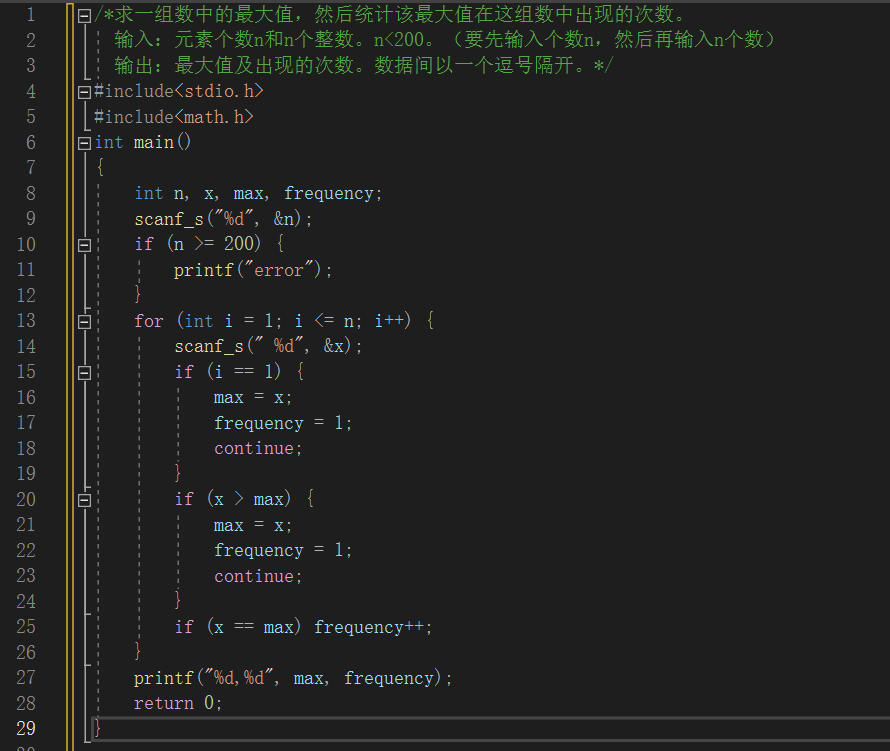 1 /*求一组数中的最大值，然后统计该最大值在这组数中出现的次数。
2 输入：元素个数n和n个整数。n<200。（要先输入个数n，然后再输入n个数）
3 输出：最大值及出现的次数。数据间以一个逗号隔开。*/
4 #include<stdio.h>
5 #include<math.h>
6 int main()
7 {
8 int n, x, max, frequency;
9 scanf_s("%d", &n);
10 if (n >= 200) {
11 printf("error");
12 }
13 for (int i = 1; i <= n; i++) {
14 scanf_s(" %d", &x);
15 if (i == 1) {
16 max = x;
17 frequency = 1;
18 continue;
19 }
20 if (x > max) {
21 max = x;
22 frequency = 1;
23 continue;
24 }
25 if (x == max) frequency++;
26 }
27 printf("%d,%d", max, frequency);
28 return 0;
29 }